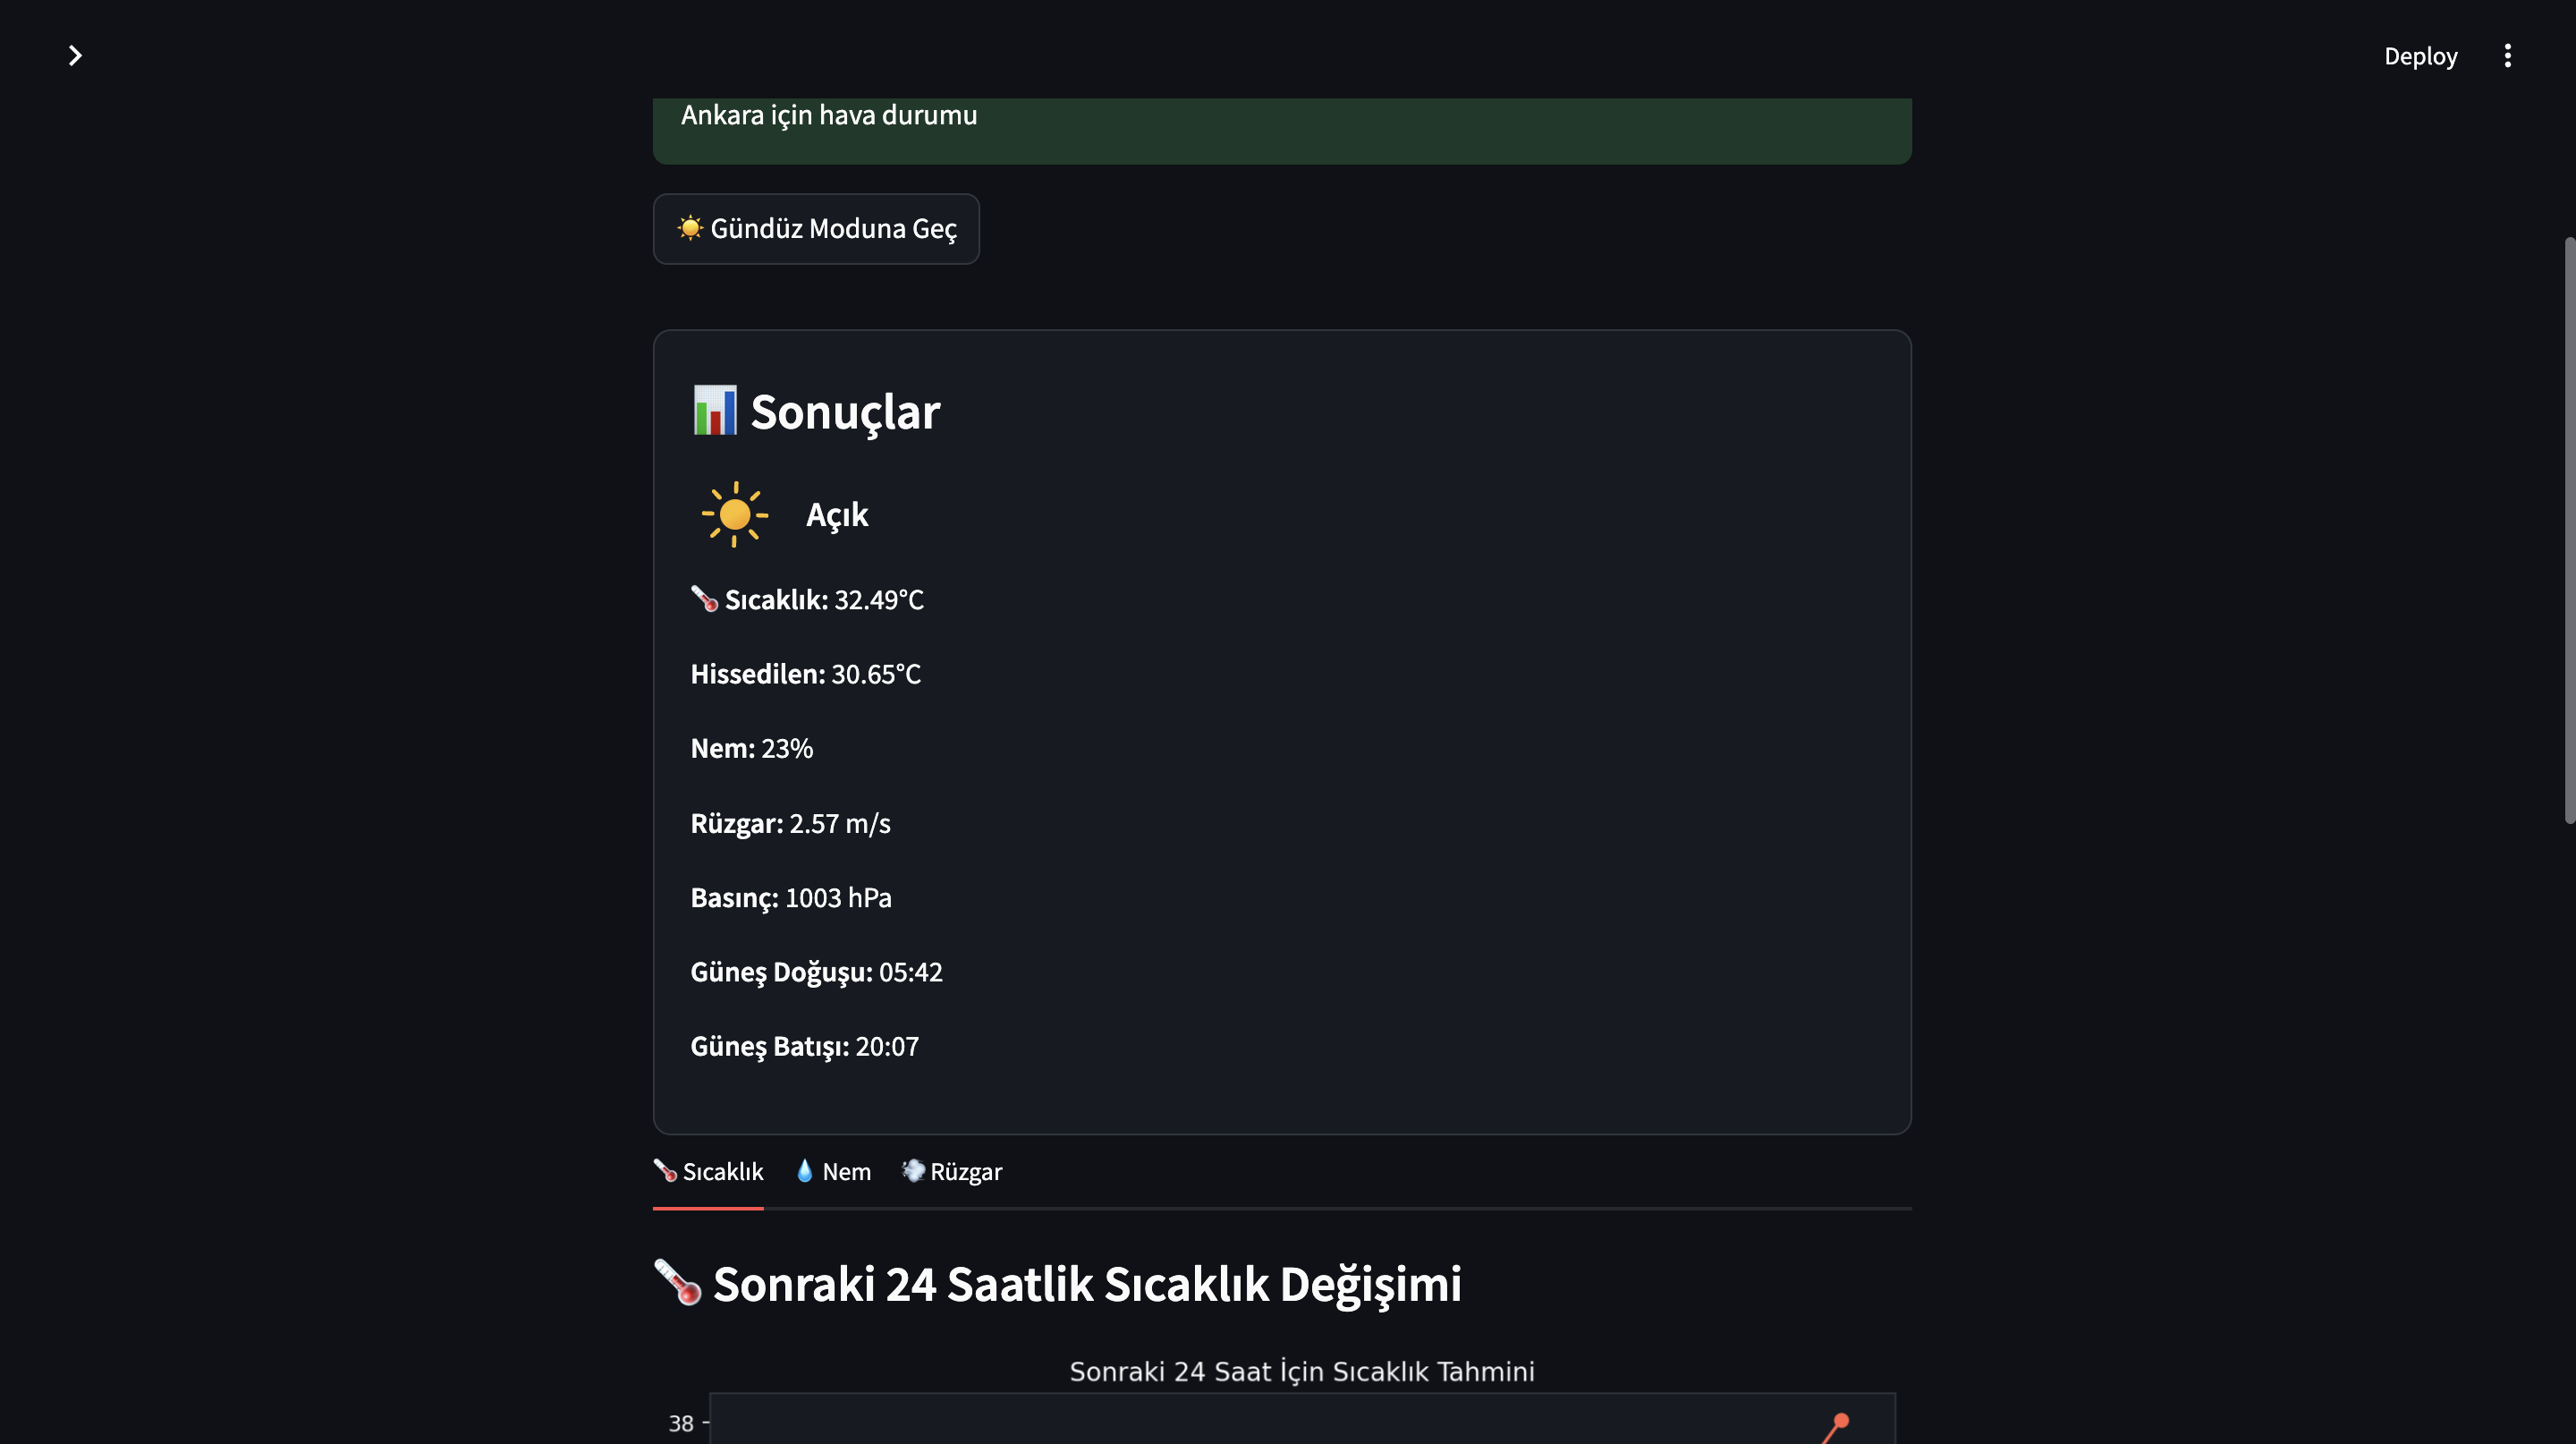 Deploy
Ankara için hava durumu
Gündüz Moduna Geç
Sonuçlar
Açık
Sıcaklık: 32.49°C
Hissedilen: 30.65°C
Nem: 23%
Rüzgar: 2.57 m/s
Basınç: 1003 hPa
Güneş Doğuşu: 05:42
Güneş Batışı: 20:07
Sıcaklık Nem Rüzgar
Sonraki 24 Saatlik Sıcaklık Değişimi
Sonraki 24 Saat İçin Sıcaklık Tahmini
38